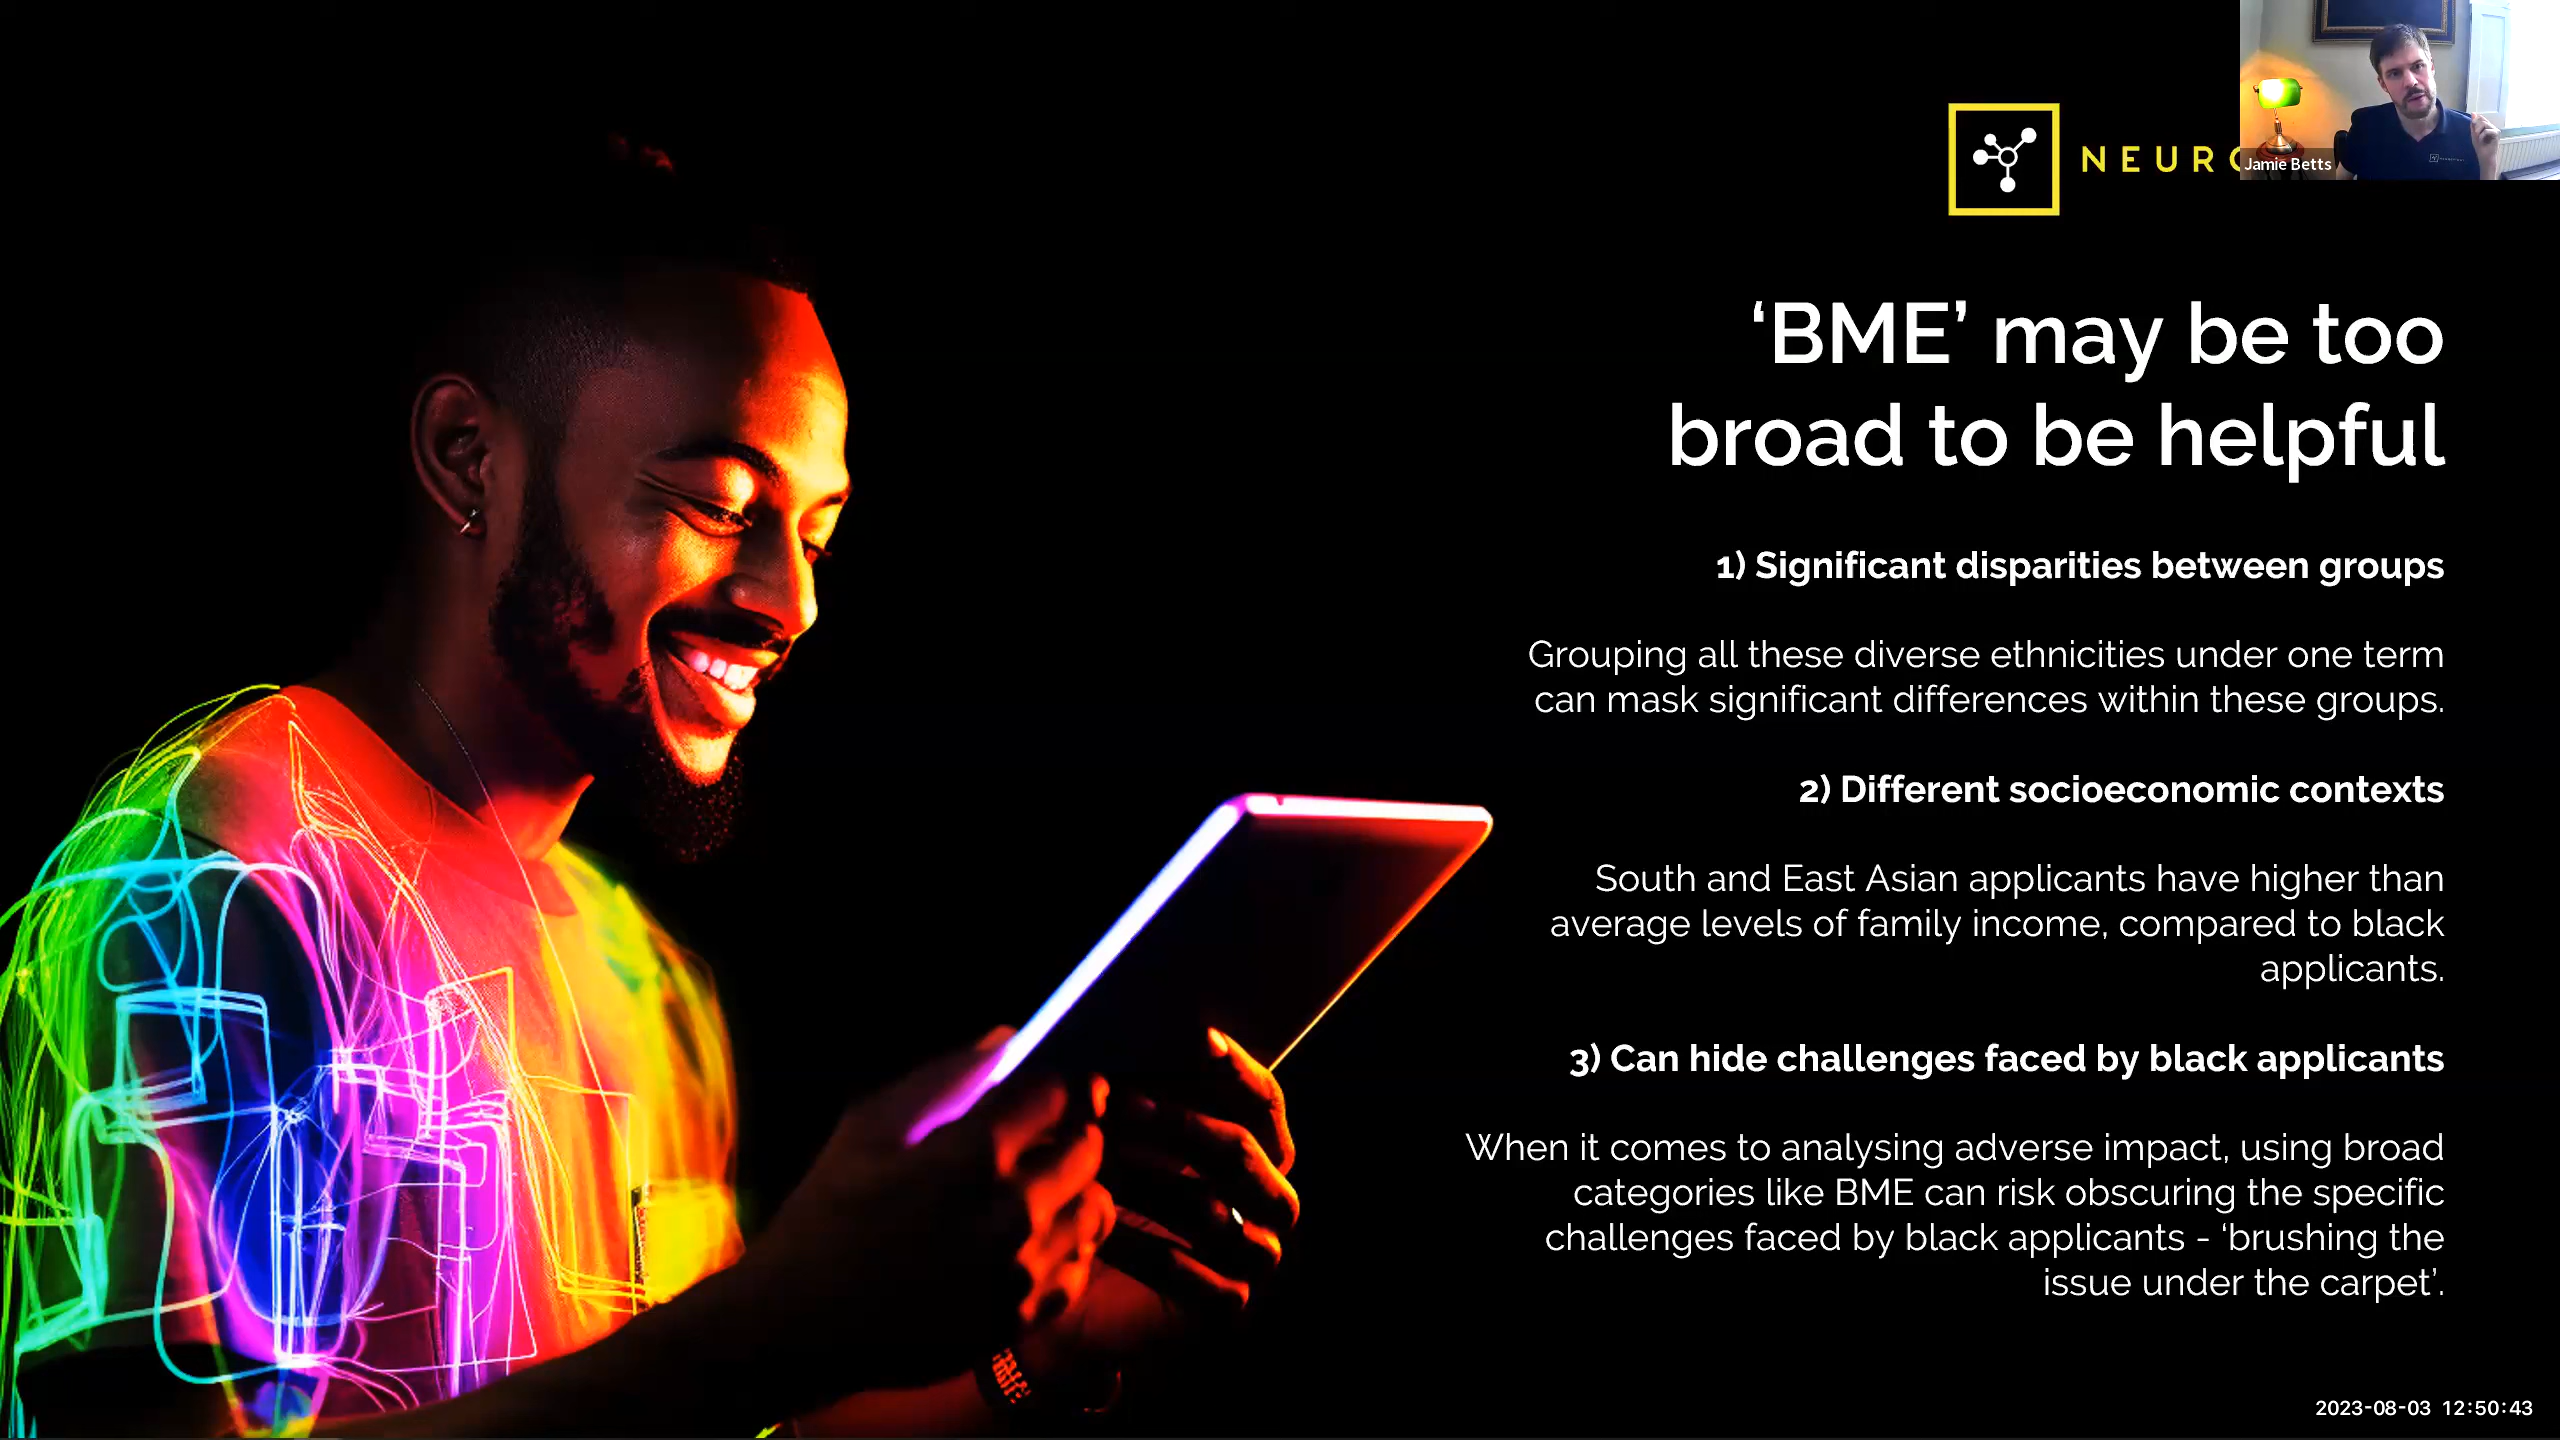 NEURO
Jamie Betts
‘BME’ may be too
broad to be helpful
1) Significant disparities between groups
Grouping all these diverse ethnicities under one term
can mask significant differences within these groups.
2) Different socioeconomic contexts
South and East Asian applicants have higher than
average levels of family income, compared to black
applicants.
3) Can hide challenges faced by black applicants
When it comes to analysing adverse impact, using broad
categories like BME can risk obscuring the specific
challenges faced by black applicants - ‘brushing the
issue under the carpet’.
2023-08-03 12:50:43